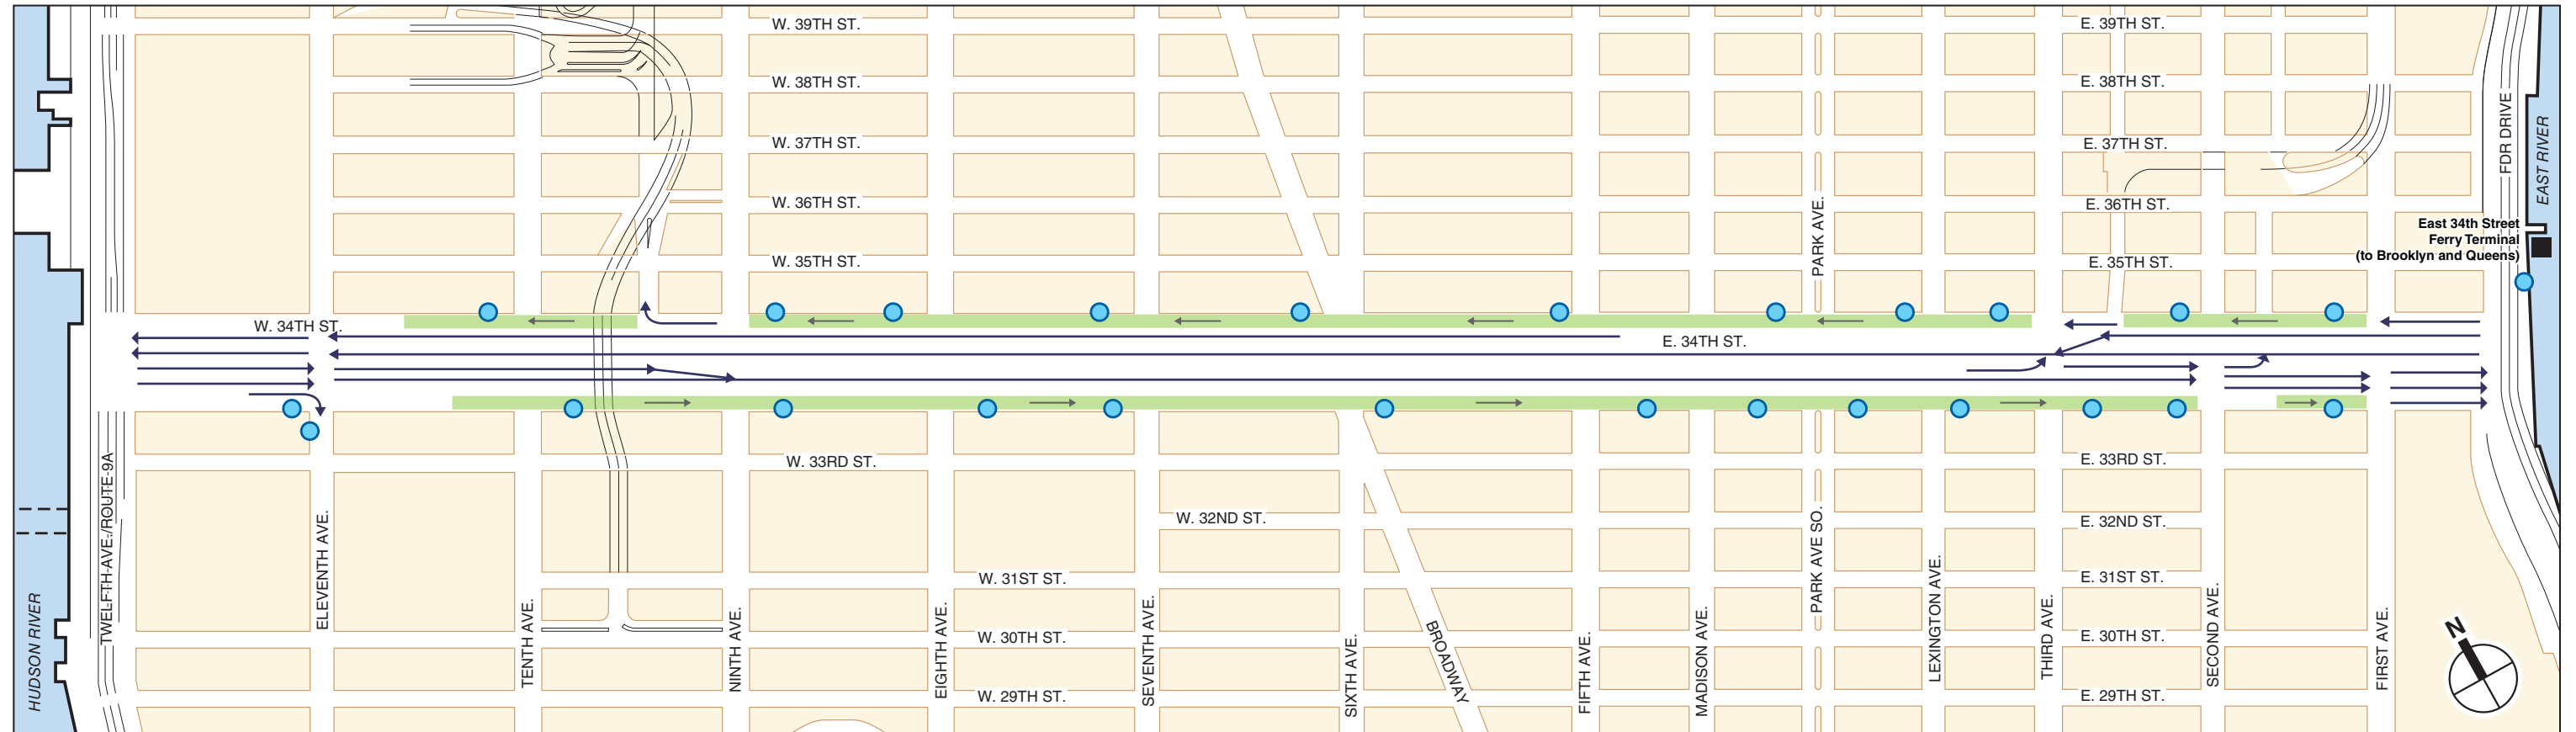 W. 39TH ST.
E. 39TH ST.
W. 38TH ST.
E. 38TH ST.
FDR DRIVE
EAST RIVER
W. 37TH ST.
E. 37TH ST.
W. 36TH ST.
E. 36TH ST.
PARK AVE.
East 34th Street
Ferry Terminal
(to Brooklyn and Queens)
W. 35TH ST.
E. 35TH ST.
W. 34TH ST.
E. 34TH ST.
W. 33RD ST.
E. 33RD ST.
W. 32ND ST.
E. 32ND ST.
W. 31ST ST.
E. 31ST ST.
W. 30TH ST.
E. 30TH ST.
W. 29TH ST.
E. 29TH ST.
HUDSON RIVER
TWELFTH AVE./ROUTE 9A
ELEVENTH AVE.
TENTH AVE.
NINTH AVE.
EIGHTH AVE.
SEVENTH AVE.
SIXTH AVE.
BROADWAY
FIFTH AVE.
MADISON AVE.
PARK AVE SO.
LEXINGTON AVE.
THIRD AVE.
SECOND AVE.
FIRST AVE.
N